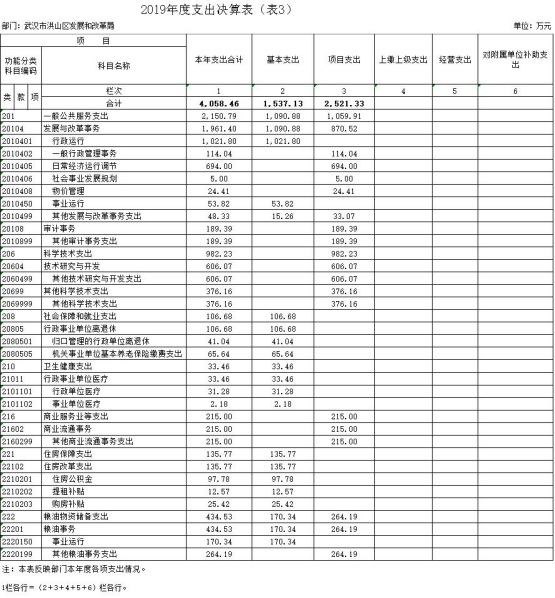 2019年度支出决算表（表3）
部门：武汉市洪山区发展和改革局 单位：万元
项 目 本年支出合计 基本支出 项目支出 上缴上级支出 经营支出 对附属单位补助支出
功能分类科目编码 科目名称
类 款 项 栏次 1 2 3 4 5 6
合计 4,058.46 1,537.13 2,521.33
201 一般公共服务支出 2,150.79 1,090.88 1,059.91
20104 发展与改革事务 1,961.40 1,090.88 870.52
2010401 行政运行 1,021.80 1,021.80
2010402 一般行政管理事务 114.04 114.04
2010405 日常经济运行调节 694.00 694.00
2010406 社会事业发展规划 5.00 5.00
2010408 物价管理 24.41 24.41
2010450 事业运行 53.82 53.82
2010499 其他发展与改革事务支出 48.33 15.26 33.07
20108 审计事务 189.39 189.39
2010899 其他审计事务支出 189.39 189.39
206 科学技术支出 982.23 982.23
20604 技术研究与开发 606.07 606.07
2060499 其他技术研究与开发支出 606.07 606.07
20699 其他科学技术支出 376.16 376.16
2069999 其他科学技术支出 376.16 376.16
208 社会保障和就业支出 106.68 106.68
20805 行政事业单位离退休 106.68 106.68
2080501 归口管理的行政单位离退休 41.04 41.04
2080505 机关事业单位基本养老保险缴费支出 65.64 65.64
210 卫生健康支出 33.46 33.46
21011 行政事业单位医疗 33.46 33.46
2101101 行政单位医疗 31.28 31.28
2101102 事业单位医疗 2.18 2.18
216 商业服务业等支出 215.00 215.00
21602 商业流通事务 215.00 215.00
2160299 其他商业流通事务支出 215.00 215.00
221 住房保障支出 135.77 135.77
22102 住房改革支出 135.77 135.77
2210201 住房公积金 97.78 97.78
2210202 提租补贴 12.57 12.57
2210203 购房补贴 25.42 25.42
222 粮油物资储备支出 434.53 170.34 264.19
22201 粮油事务 434.53 170.34 264.19
2220150 事业运行 170.34 170.34
2220199 其他粮油事务支出 264.19 264.19
注：本表反映部门本年度各项支出情况。
1栏各行＝（2＋3＋4＋5＋6）栏各行。